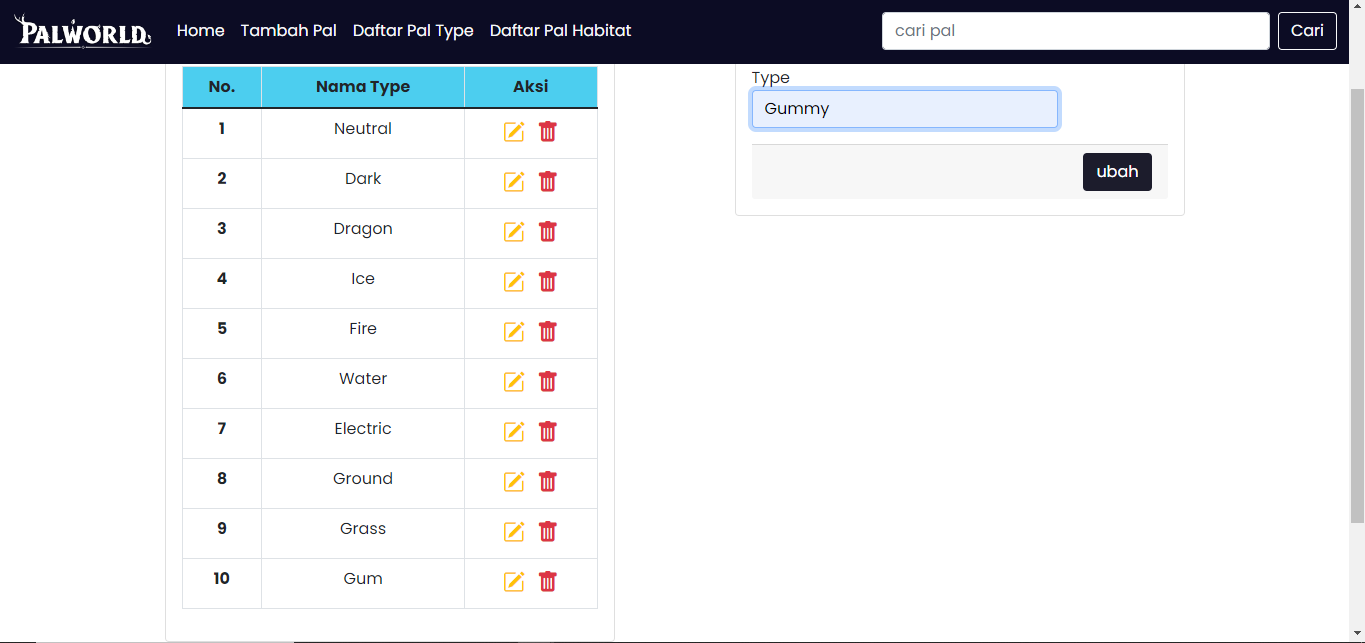 PALWORLD Home Tambah Pal Daftar Pal Type Daftar Pal Habitat cari pal Cari
No. Nama Type Aksi
1 Neutral
2 Dark
3 Dragon
4 Ice
5 Fire
6 Water
7 Electric
8 Ground
9 Grass
10 Gum
Type
Gummy
ubah